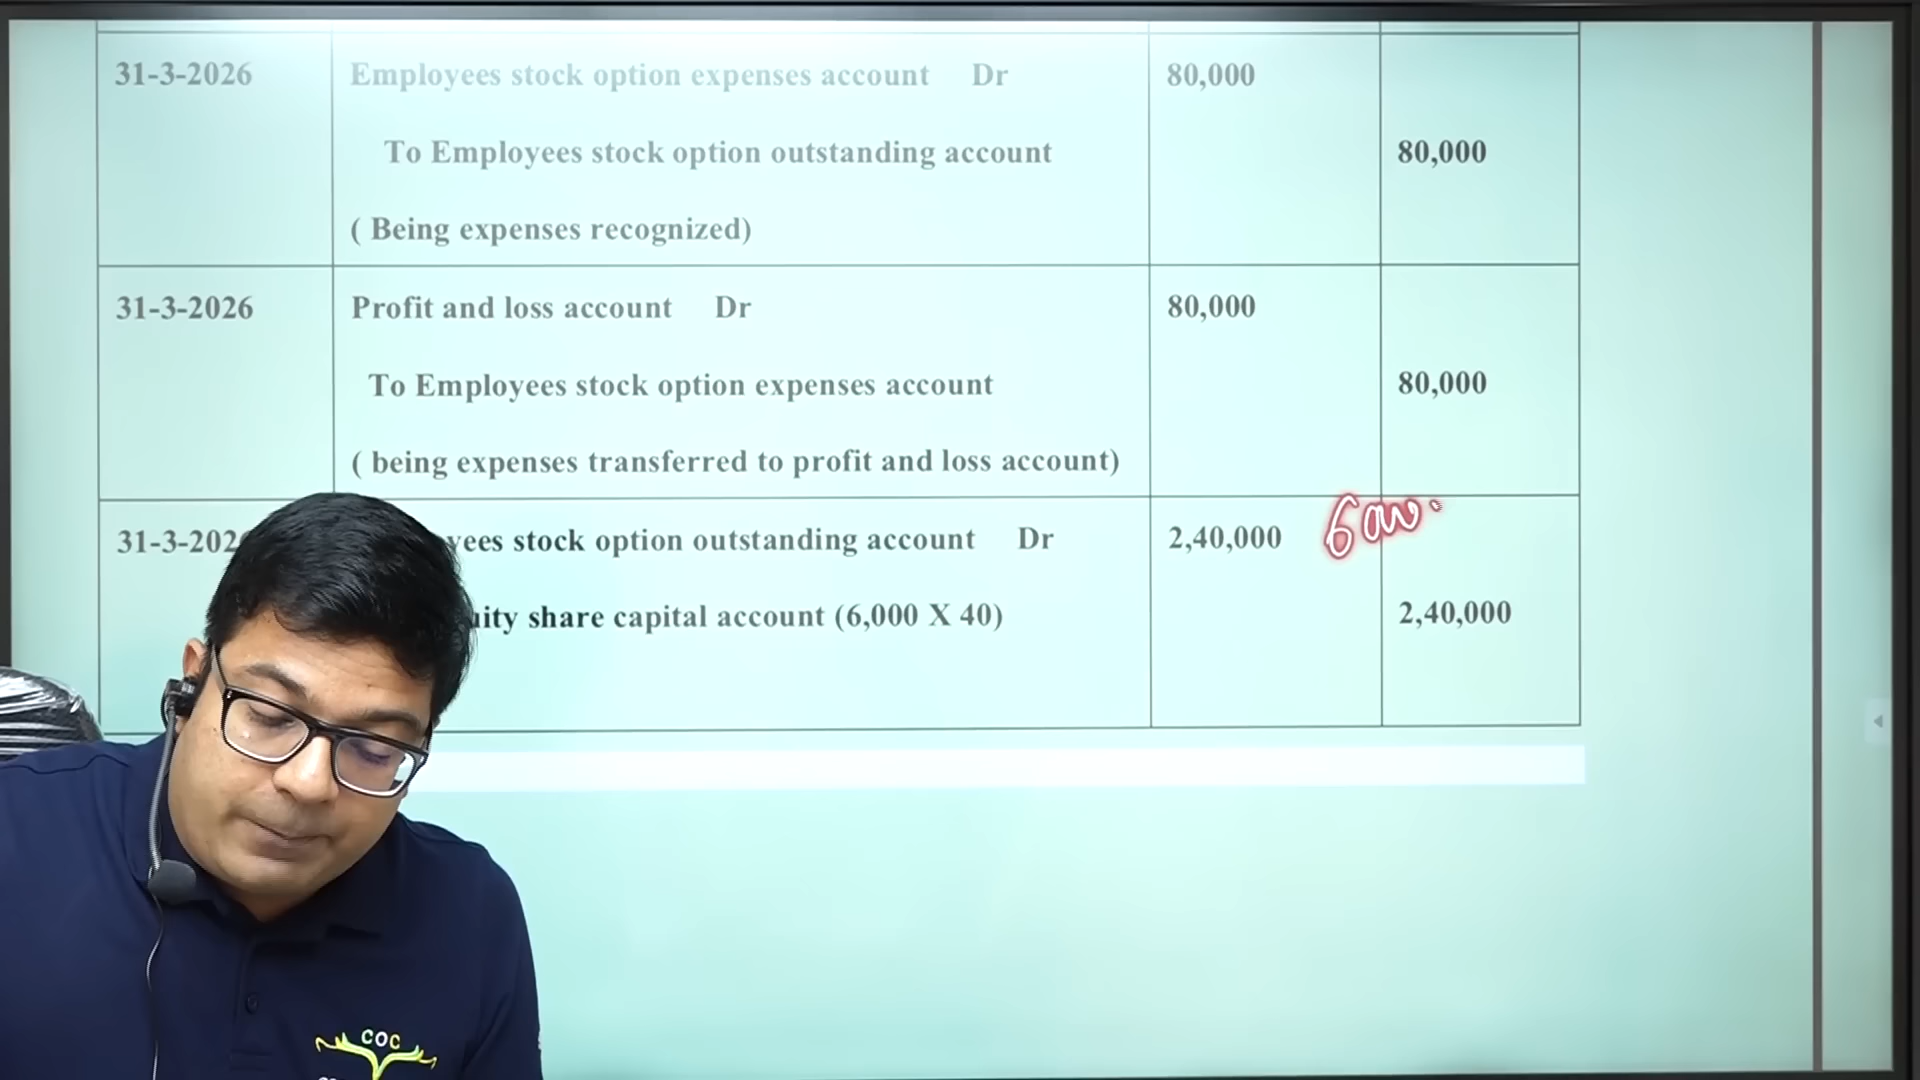 31-3-2026 Employees stock option expenses account Dr 80,000
To Employees stock option outstanding account 80,000
( Being expenses recognized)
31-3-2026 Profit and loss account Dr 80,000
To Employees stock option expenses account 80,000
( being expenses transferred to profit and loss account)
stock option outstanding account Dr 2,40,000
share capital account (6,000 X 40) 2,40,000
COC